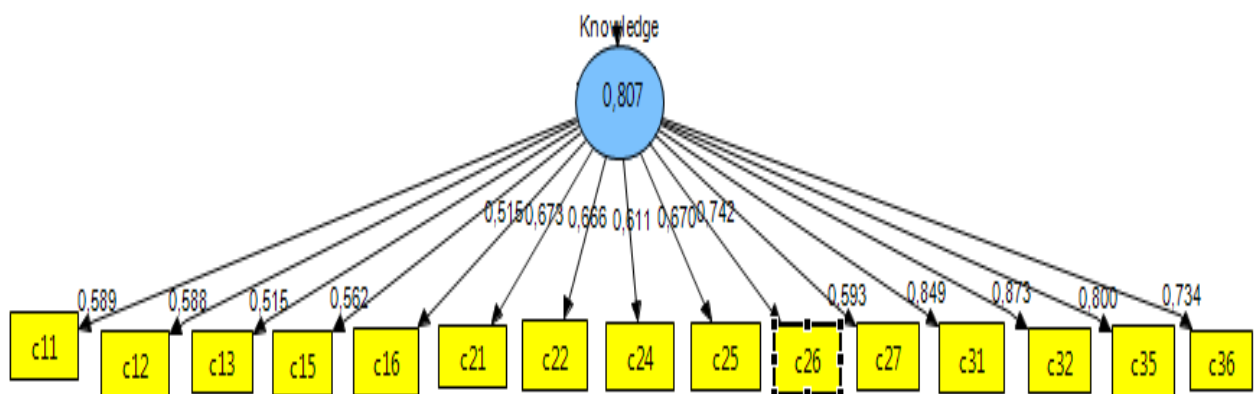 Knowledge
0,807
0,515 0,673 0,666 0,611 0,670 0,742
0,589 0,588 0,515 0,562 0,593 0,849 0,873 0,800 0,734
c11 c12 c13 c15 c16 c21 c22 c24 c25 c26 c27 c31 c32 c35 c36